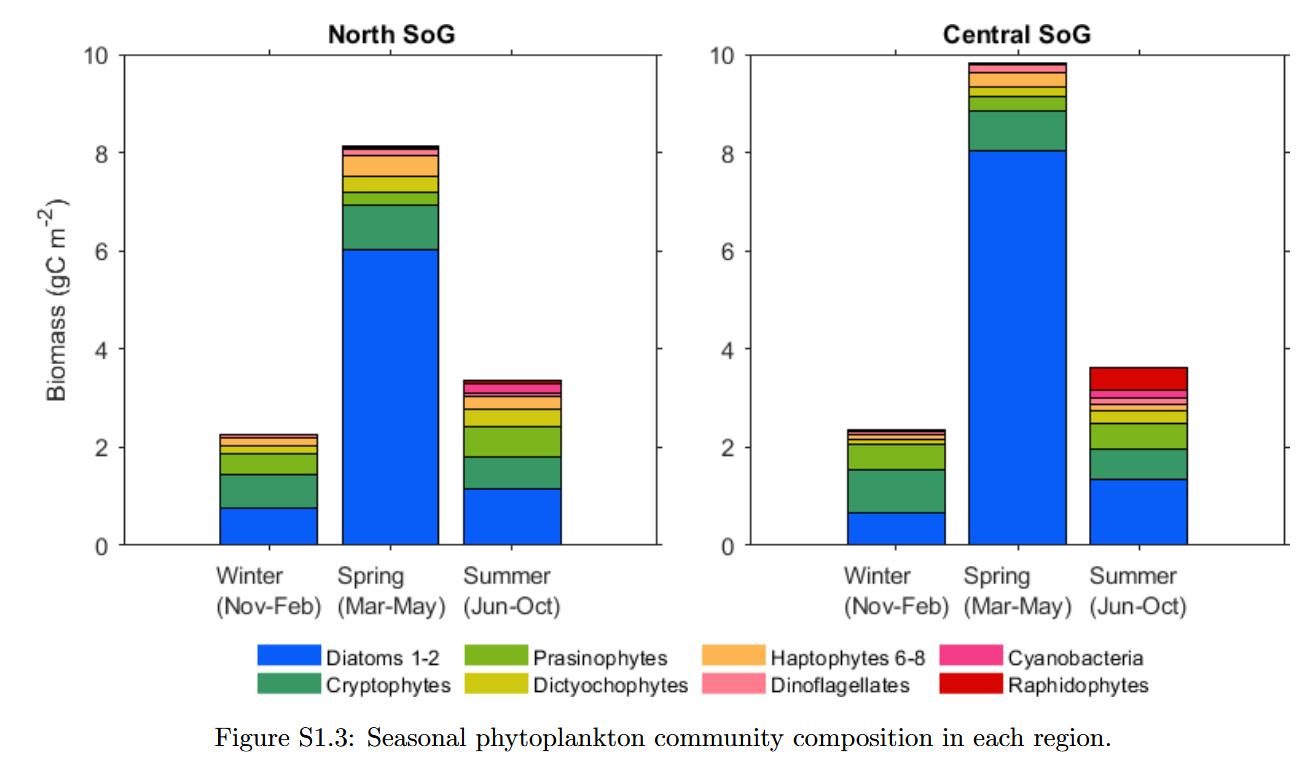 North SoG
Central SoG
Biomass (gC m⁻²)
10
8
6
4
2
0
10
8
6
4
2
0
Winter
(Nov-Feb)
Spring
(Mar-May)
Summer
(Jun-Oct)
Winter
(Nov-Feb)
Spring
(Mar-May)
Summer
(Jun-Oct)
Diatoms 1-2
Prasinophytes
Haptophytes 6-8
Cyanobacteria
Cryptophytes
Dictyochophytes
Dinoflagellates
Raphidophytes
Figure S1.3: Seasonal phytoplankton community composition in each region.